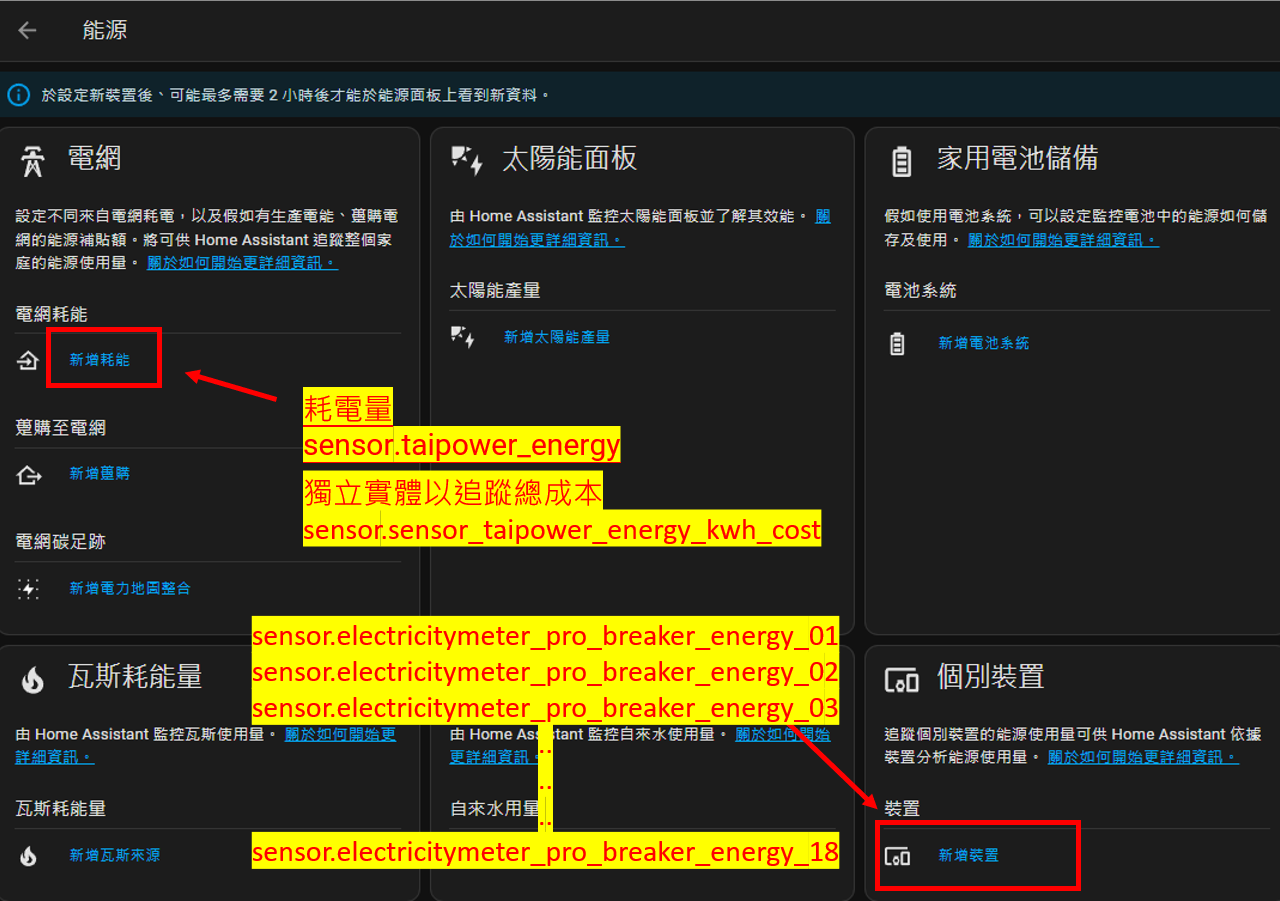 能源
於設定新裝置後、可能最多需要 2 小時後才能於能源面板上看到新資料。
電網
設定不同來自電網耗電，以及假如有生產電能、躉購電
網的能源補貼額。將可供 Home Assistant 追蹤整個家
庭的能源使用量。 關於如何開始更詳細資訊。
電網耗能
新增耗能
躉購至電網
新增躉購
電網碳足跡
新增電力地圖整合
太陽能面板
由 Home Assistant 監控太陽能面板並了解其效能。 關
於如何開始更詳細資訊。
太陽能產量
新增太陽能產量
家用電池儲備
假如使用電池系統，可以設定監控電池中的能源如何儲
存及使用。 關於如何開始更詳細資訊。
電池系統
新增電池系統
耗電量
sensor.taipower_energy
獨立實體以追蹤總成本
sensor.sensor_taipower_energy_kwh_cost
sensor.electricitymeter_pro_breaker_energy_01
sensor.electricitymeter_pro_breaker_energy_02
sensor.electricitymeter_pro_breaker_energy_03
..
..
..
sensor.electricitymeter_pro_breaker_energy_18
瓦斯耗能量
由 Home Assistant 監控瓦斯使用量。 關於如何開始更
詳細資訊。
瓦斯耗能量
新增瓦斯來源
由 Home Assistant 監控自來水使用量。 關於如何開始
更詳細資訊。
自來水用量
個別裝置
追蹤個別裝置的能源使用量可供 Home Assistant 依據
裝置分析能源使用量。 關於如何開始更詳細資訊。
裝置
新增裝置